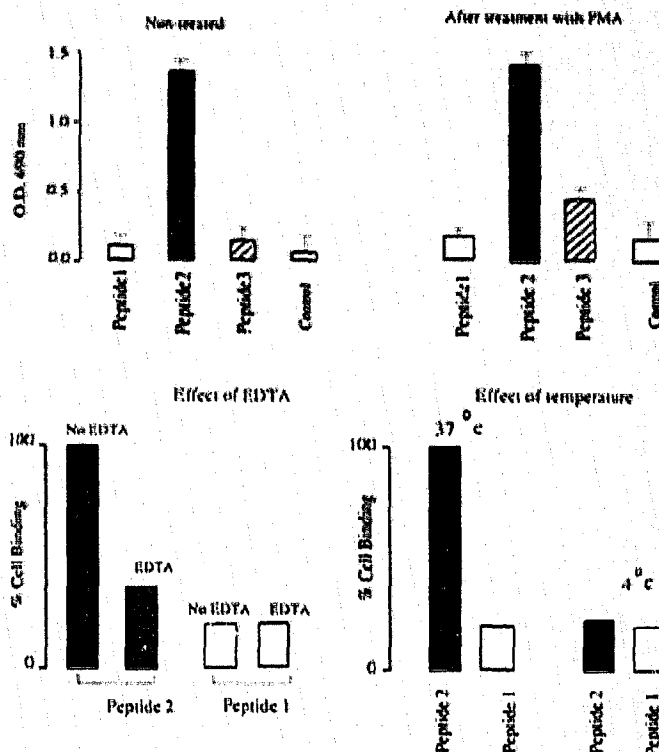 Non-treated
After treatment with PMA
1.5
1.0
0.5
0.0
O.D. 490 nm
Peptide1
Peptide2
Peptide3
Control
Peptide1
Peptide 2
Peptide 3
Control
Effect of EDTA
Effect of temperature
100
0
% Cell Binding
No EDTA
EDTA
No EDTA
EDTA
Peptide 2
Peptide 1
100
0
% Cell Binding
37 °c
4 °c
Peptide 2
Peptide 1
Peptide 2
Peptide 1